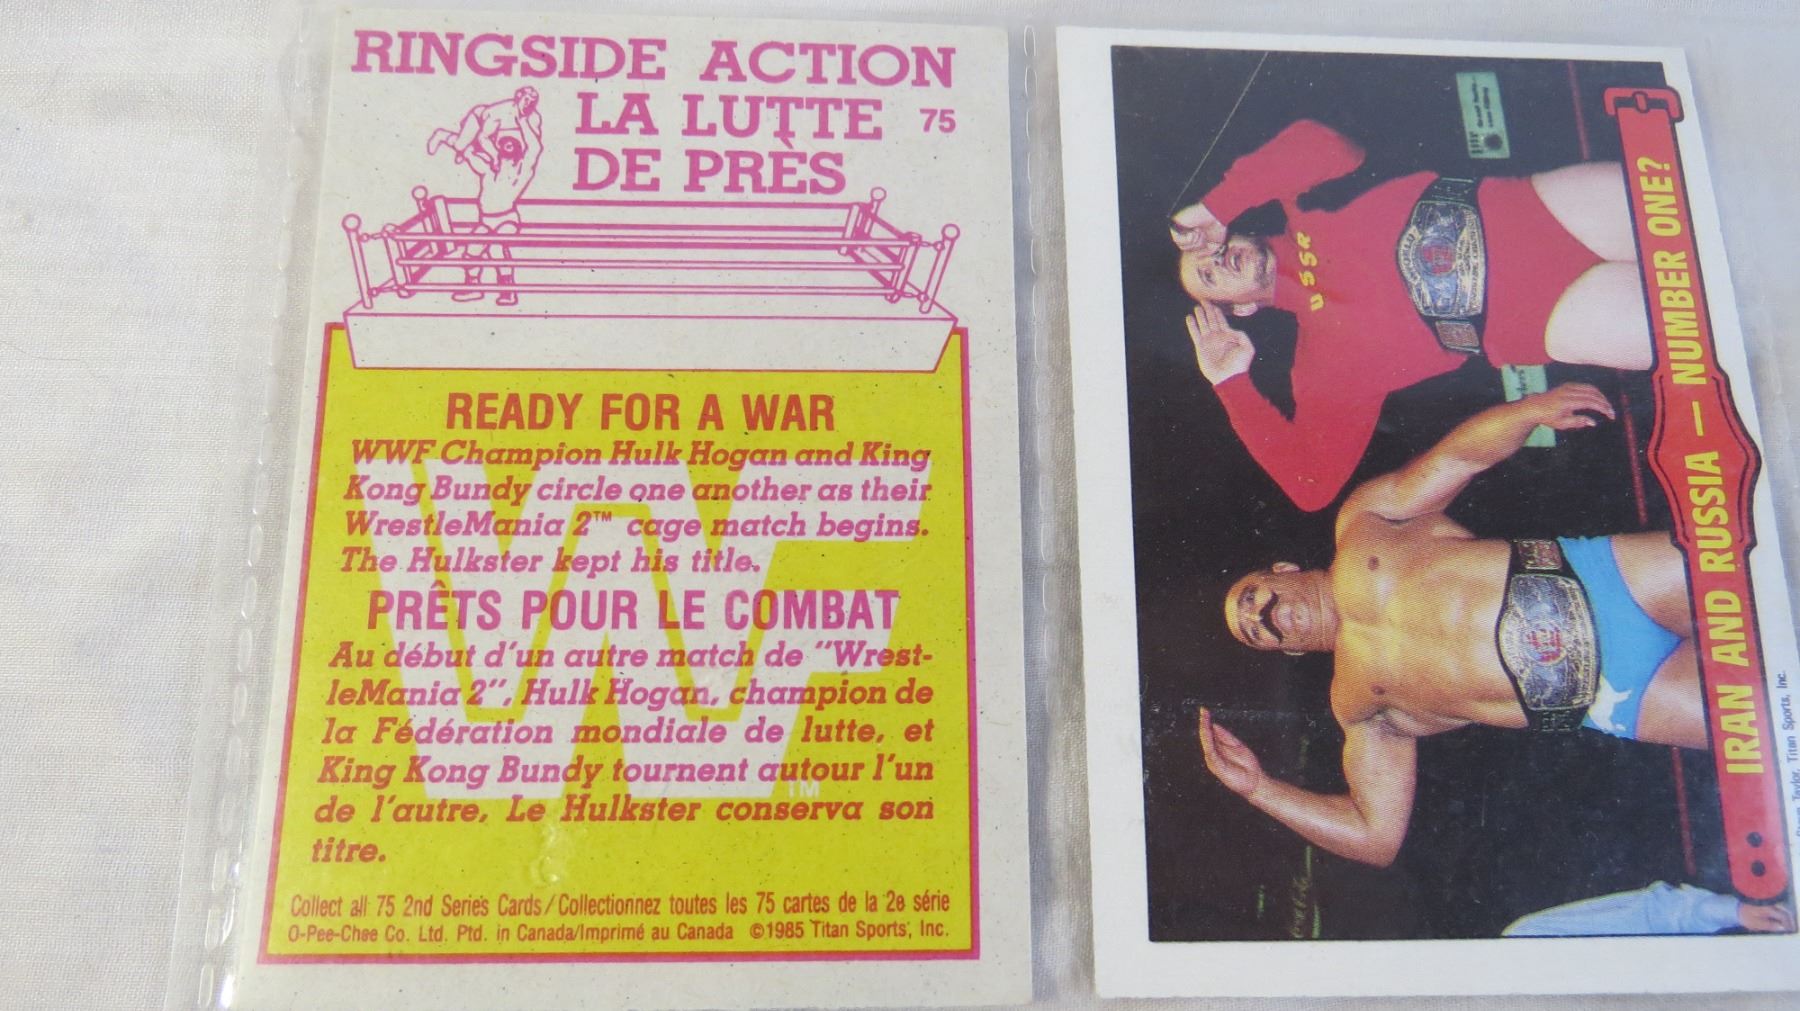 RINGSIDE ACTION
LA LUTTE
75
DE PRÈS
READY FOR A WAR
WWF Champion Hulk Hogan and King
Kong Bundy circle one another as their
WrestleMania 2™ cage match begins.
The Hulkster kept his title.
PRÊTS POUR LE COMBAT
Au début d'un autre match de "Wrest-
leMania 2", Hulk Hogan, champion de
la Fédération mondiale de lutte, et
King Kong Bundy tournent autour l'un
de l'autre, Le Hulkster conserva son
titre.
TM
Collect all 75 2nd Series Cards/Collectionnez toutes les 75 cartes de la 2e série
O-Pee-Chee Co. Ltd. Ptd. in Canada/Imprimé au Canada ©1985 Titan Sports, Inc.
USSR
IRAN AND RUSSIA — NUMBER ONE?
Titan Sports, Inc.